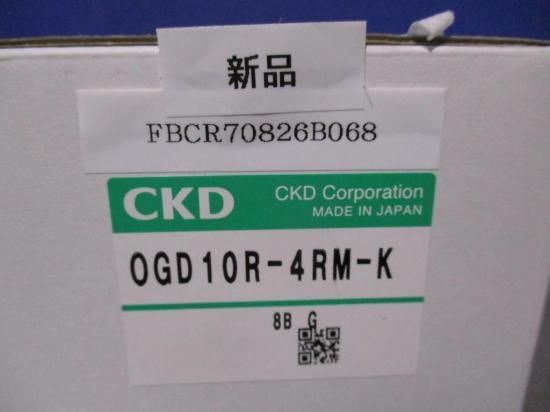 新品
FBCR70826B068
CKD
CKD Corporation
MADE IN JAPAN
OGD10R-4RM-K
8B G